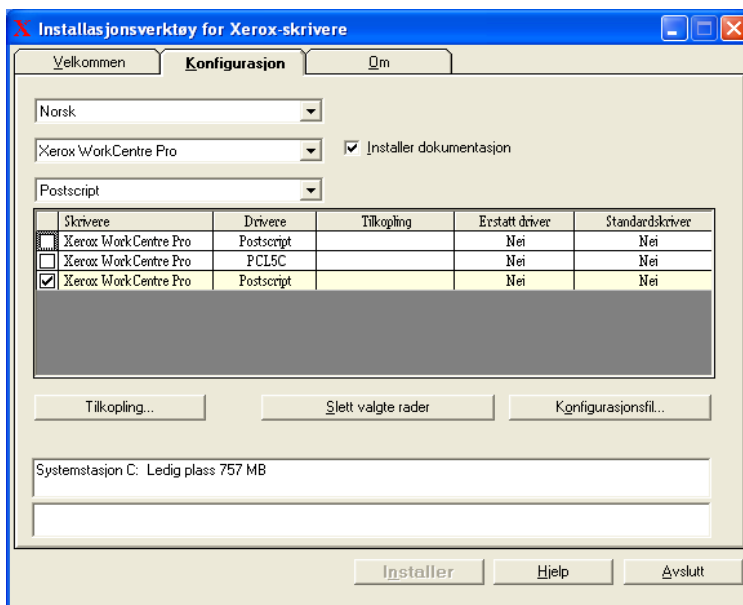 X Installasjonsverktøy for Xerox-skrivere
Velkommen Konfigurasjon Om
Norsk
Xerox WorkCentre Pro Installer dokumentasjon
Postscript
Skrivere Drivere Tilkopling Erstatt driver Standardskriver
Xerox WorkCentre Pro Postscript Nei Nei
Xerox WorkCentre Pro PCL5C Nei Nei
Xerox WorkCentre Pro Postscript Nei Nei
Tilkopling... Slett valgte rader Konfigurasjonsfil...
Systemstasjon C: Ledig plass 757 MB
Installer Hjelp Avslutt